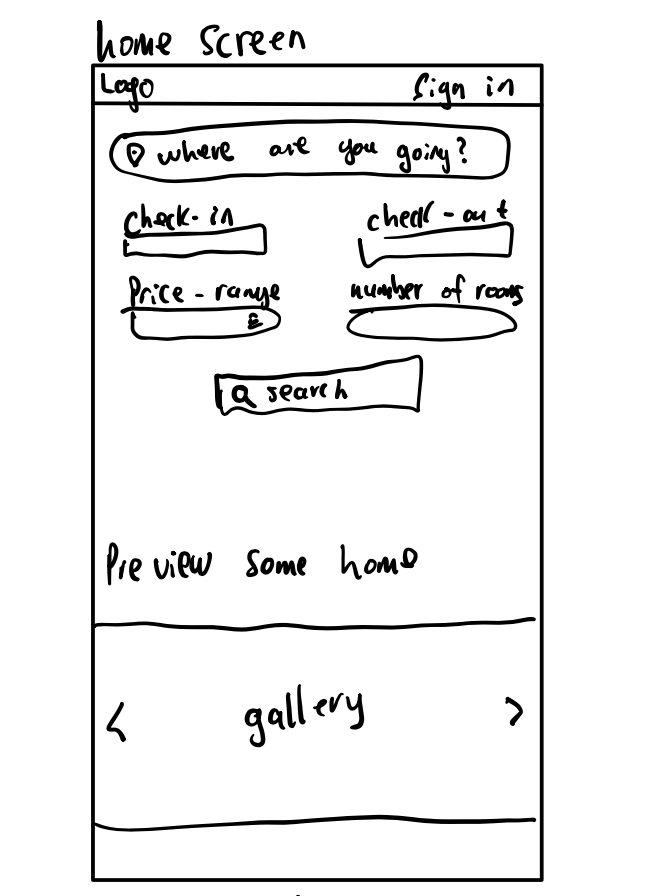 home screen
Logo
Sign in
where are you going?
check-in
check-out
Price-range
number of rooms
search
Preview some home
gallery